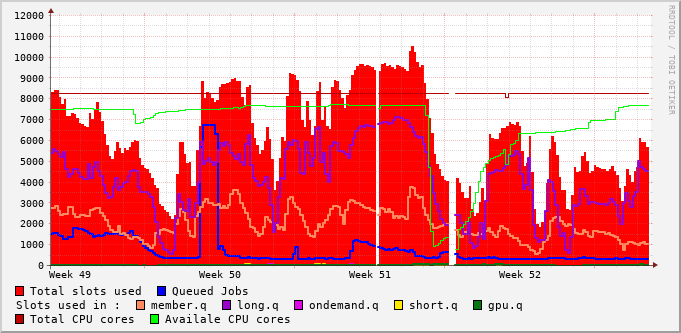 12000
11000
10000
9000
8000
7000
6000
5000
4000
3000
2000
1000
0
Week 49 Week 50 Week 51 Week 52
RRDTOOL / TOBI OETIKER
Total slots used Queued Jobs
Slots used in : member.q long.q ondemand.q short.q gpu.q
Total CPU cores Availale CPU cores